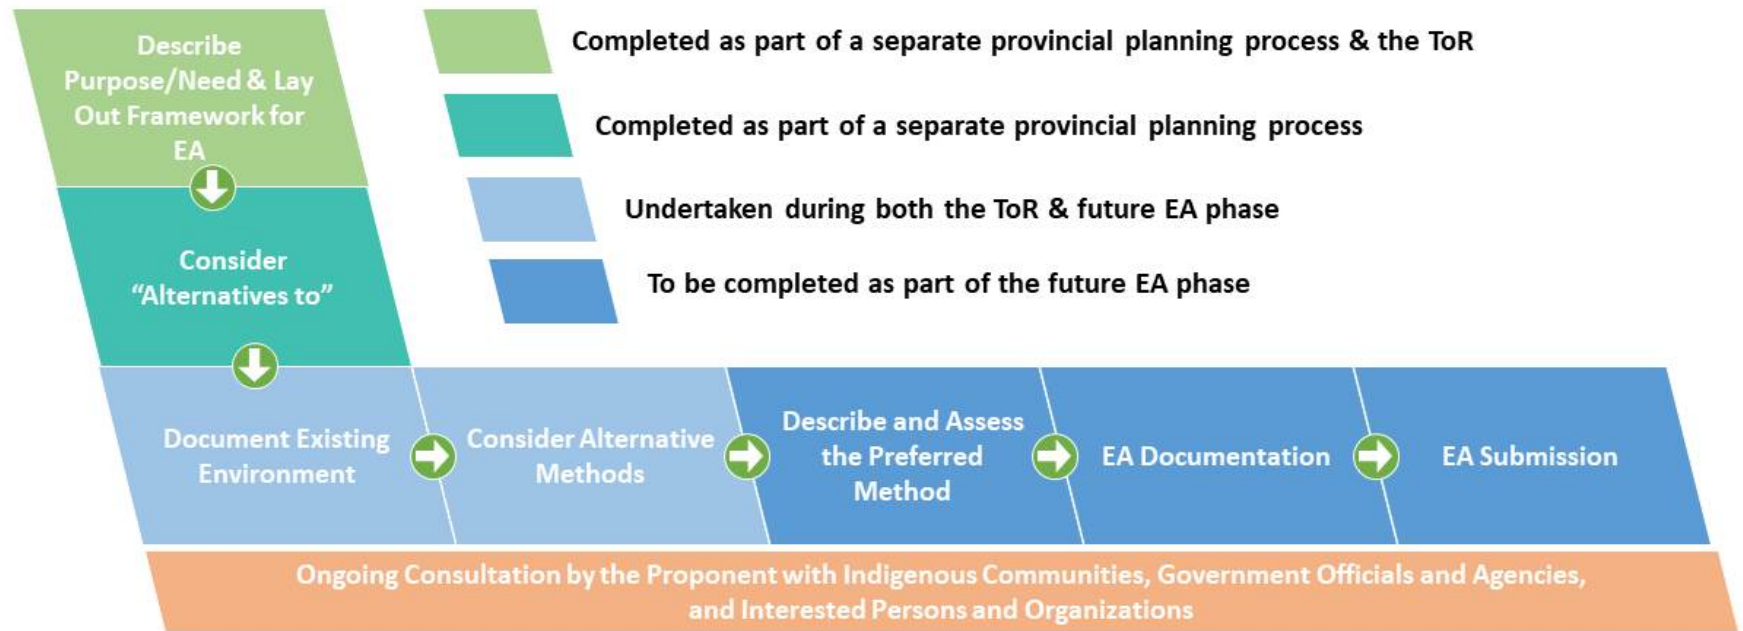 Describe
Purpose/Need & Lay
Out Framework for
EA
Completed as part of a separate provincial planning process & the ToR
Completed as part of a separate provincial planning process
Undertaken during both the ToR & future EA phase
To be completed as part of the future EA phase
Consider
“Alternatives to”
Document Existing
Environment
Consider Alternative
Methods
Describe and Assess
the Preferred
Method
EA Documentation
EA Submission
Ongoing Consultation by the Proponent with Indigenous Communities, Government Officials and Agencies,
and Interested Persons and Organizations